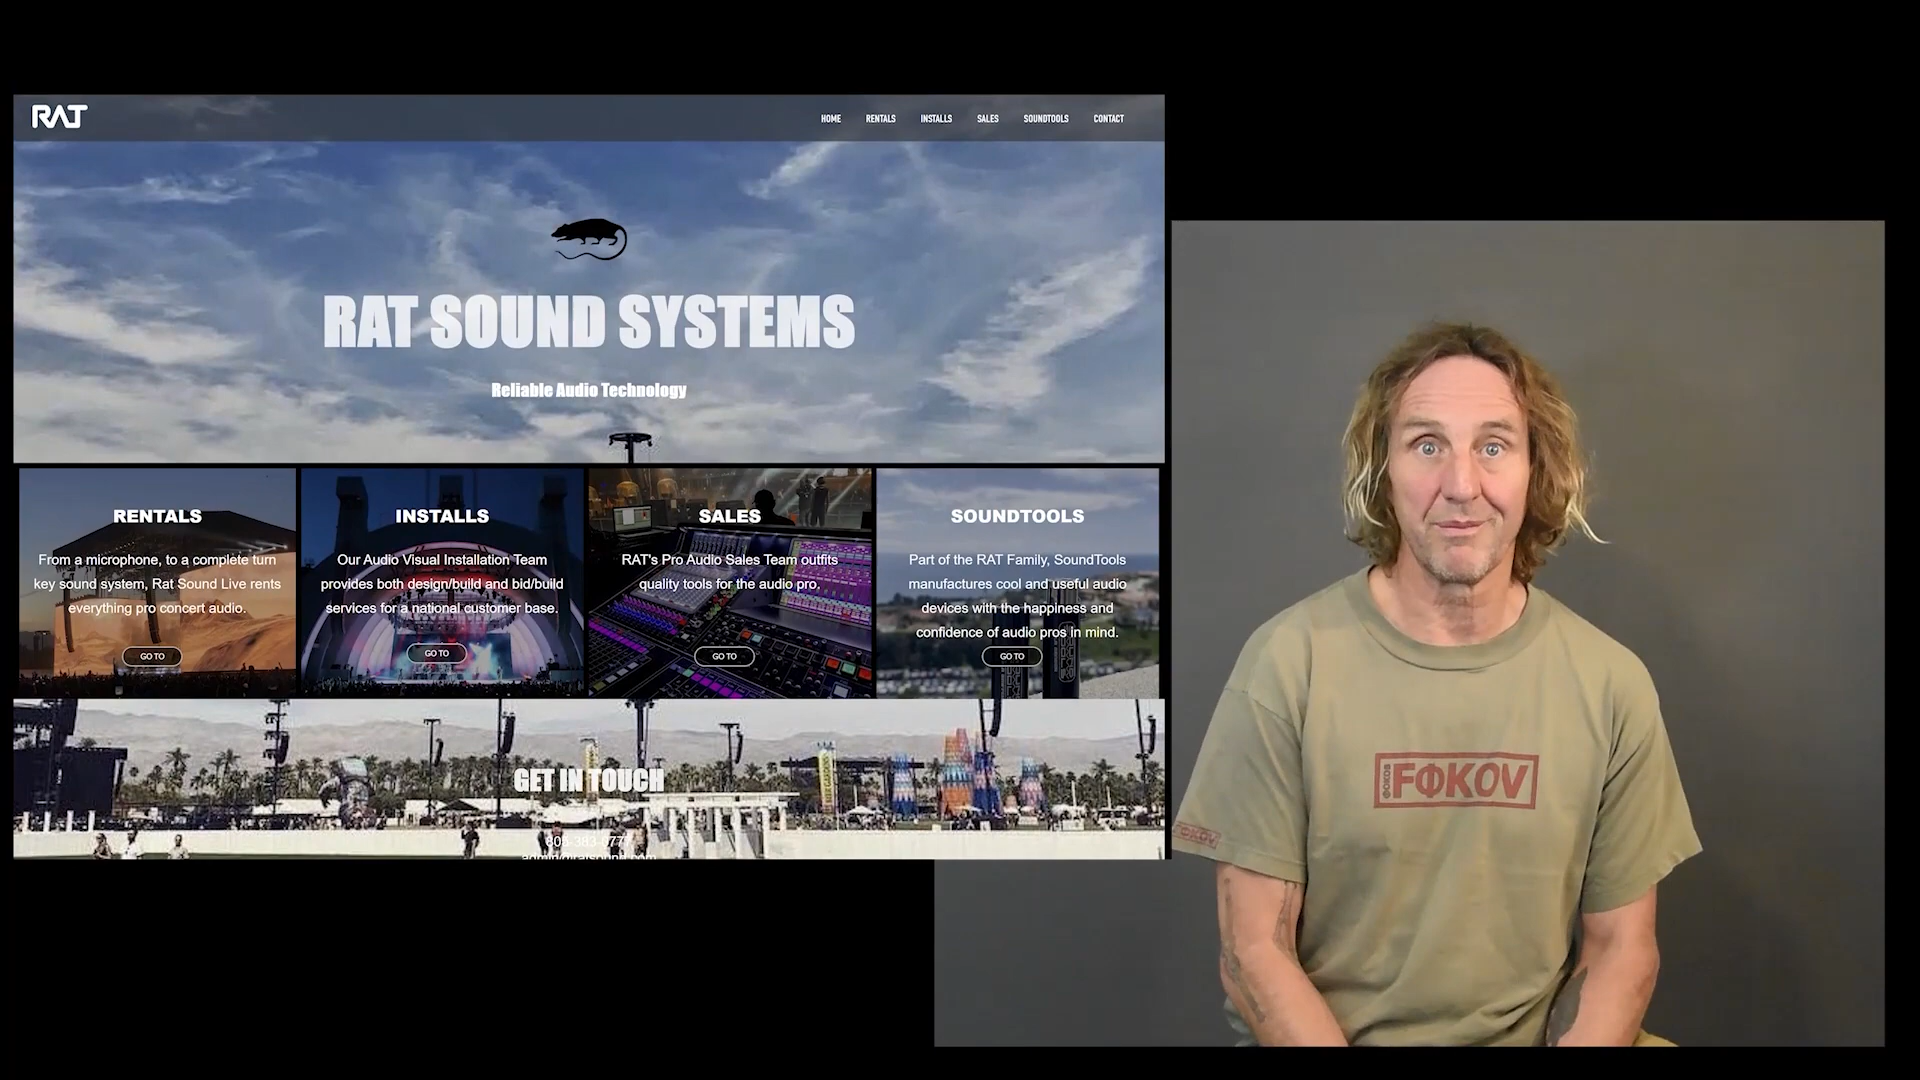 RAT
HOME RENTALS INSTALLS SALES SOUNDTOOLS CONTACT
RAT SOUND SYSTEMS
Reliable Audio Technology
RENTALS
From a microphone, to a complete turn
key sound system, Rat Sound Live rents
everything pro concert audio.
GO TO
INSTALLS
Our Audio Visual Installation Team
provides both design/build and bid/build
services for a national customer base.
GO TO
SALES
RAT's Pro Audio Sales Team outfits
quality tools for the audio pro.
GO TO
SOUNDTOOLS
Part of the RAT Family, SoundTools
manufactures cool and useful audio
devices with the happiness and
confidence of audio pros in mind.
GO TO
GET IN TOUCH
FΦKOV
FΦKOV